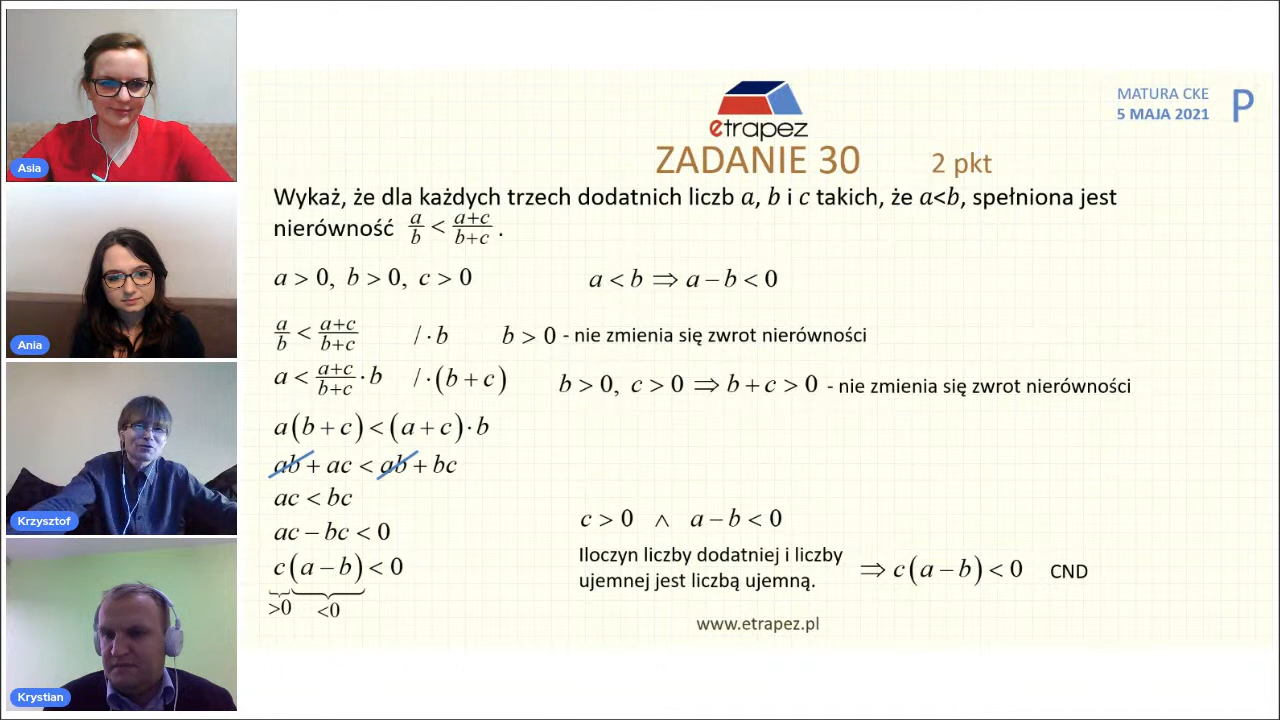 Asia
Ania
Krzysztof
Krystian
etrapez
MATURA CKE
5 MAJA 2021
P
ZADANIE 30 2 pkt
Wykaż, że dla każdych trzech dodatnich liczb a, b i c takich, że a<b, spełniona jest
nierówność a/b < a+c/b+c .
a > 0, b > 0, c > 0 a < b ⟹ a − b < 0
a/b < a+c/b+c / · b b > 0 - nie zmienia się zwrot nierówności
a < a+c/b+c · b / · (b + c) b > 0, c > 0 ⟹ b + c > 0 - nie zmienia się zwrot nierówności
a(b + c) < (a + c) · b
ab + ac < ab + bc
ac < bc
ac − bc < 0
c(a − b) < 0
>0 <0
c > 0 ∧ a − b < 0
Iloczyn liczby dodatniej i liczby
ujemnej jest liczbą ujemną. ⟹ c(a − b) < 0 CND
www.etrapez.pl